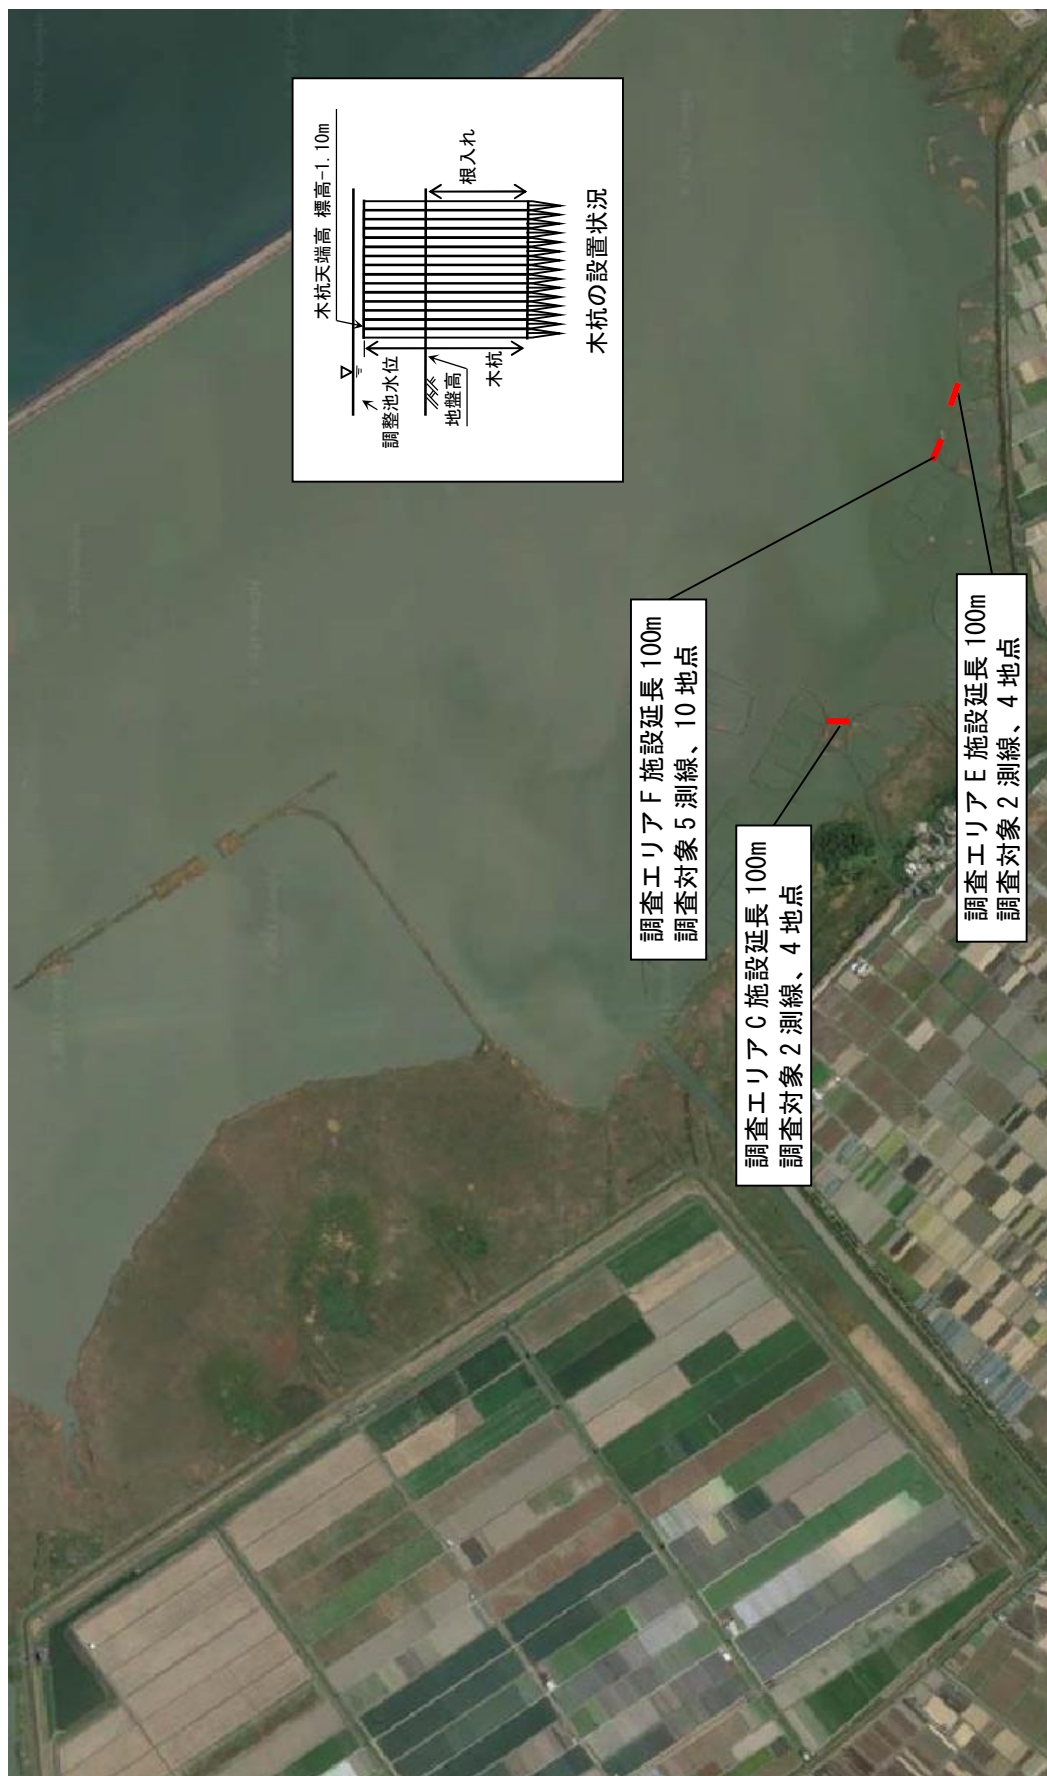 木杭天端高 標高-1.10m
調整池水位
地盤高
木杭
根入れ
木杭の設置状況
調査エリア F 施設延長 100m
調査対象 5 測線、10 地点
調査エリア C 施設延長 100m
調査対象 2 測線、4 地点
調査エリア E 施設延長 100m
調査対象 2 測線、4 地点